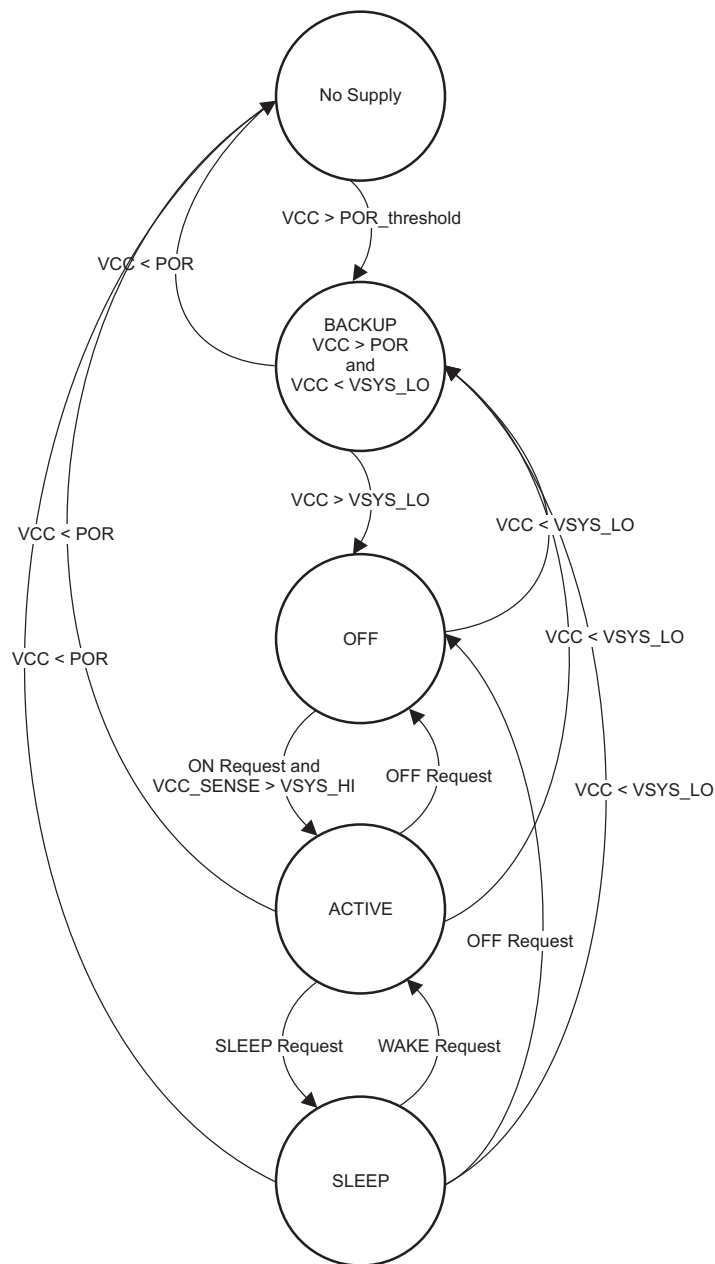 No Supply
VCC > POR_threshold
VCC < POR
BACKUP
VCC > POR
and
VCC < VSYS_LO
VCC > VSYS_LO
VCC < VSYS_LO
VCC < POR
OFF
VCC < VSYS_LO
VCC < POR
ON Request and
VCC_SENSE > VSYS_HI
OFF Request
VCC < VSYS_LO
ACTIVE
OFF Request
SLEEP Request
WAKE Request
SLEEP